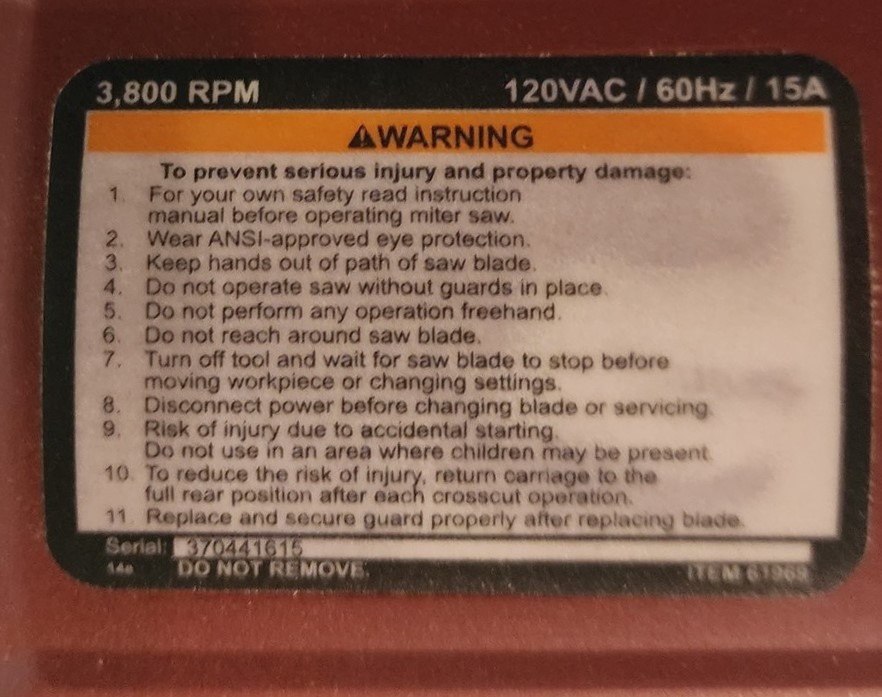 3,800 RPM 120VAC / 60Hz / 15A
⚠WARNING
To prevent serious injury and property damage:
1. For your own safety read instruction
manual before operating miter saw.
2. Wear ANSI-approved eye protection.
3. Keep hands out of path of saw blade.
4. Do not operate saw without guards in place.
5. Do not perform any operation freehand.
6. Do not reach around saw blade.
7. Turn off tool and wait for saw blade to stop before
moving workpiece or changing settings.
8. Disconnect power before changing blade or servicing.
9. Risk of injury due to accidental starting.
Do not use in an area where children may be present.
10. To reduce the risk of injury, return carriage to the
full rear position after each crosscut operation.
11. Replace and secure guard properly after replacing blade.
Serial: 370441615
14a DO NOT REMOVE. ITEM 61969